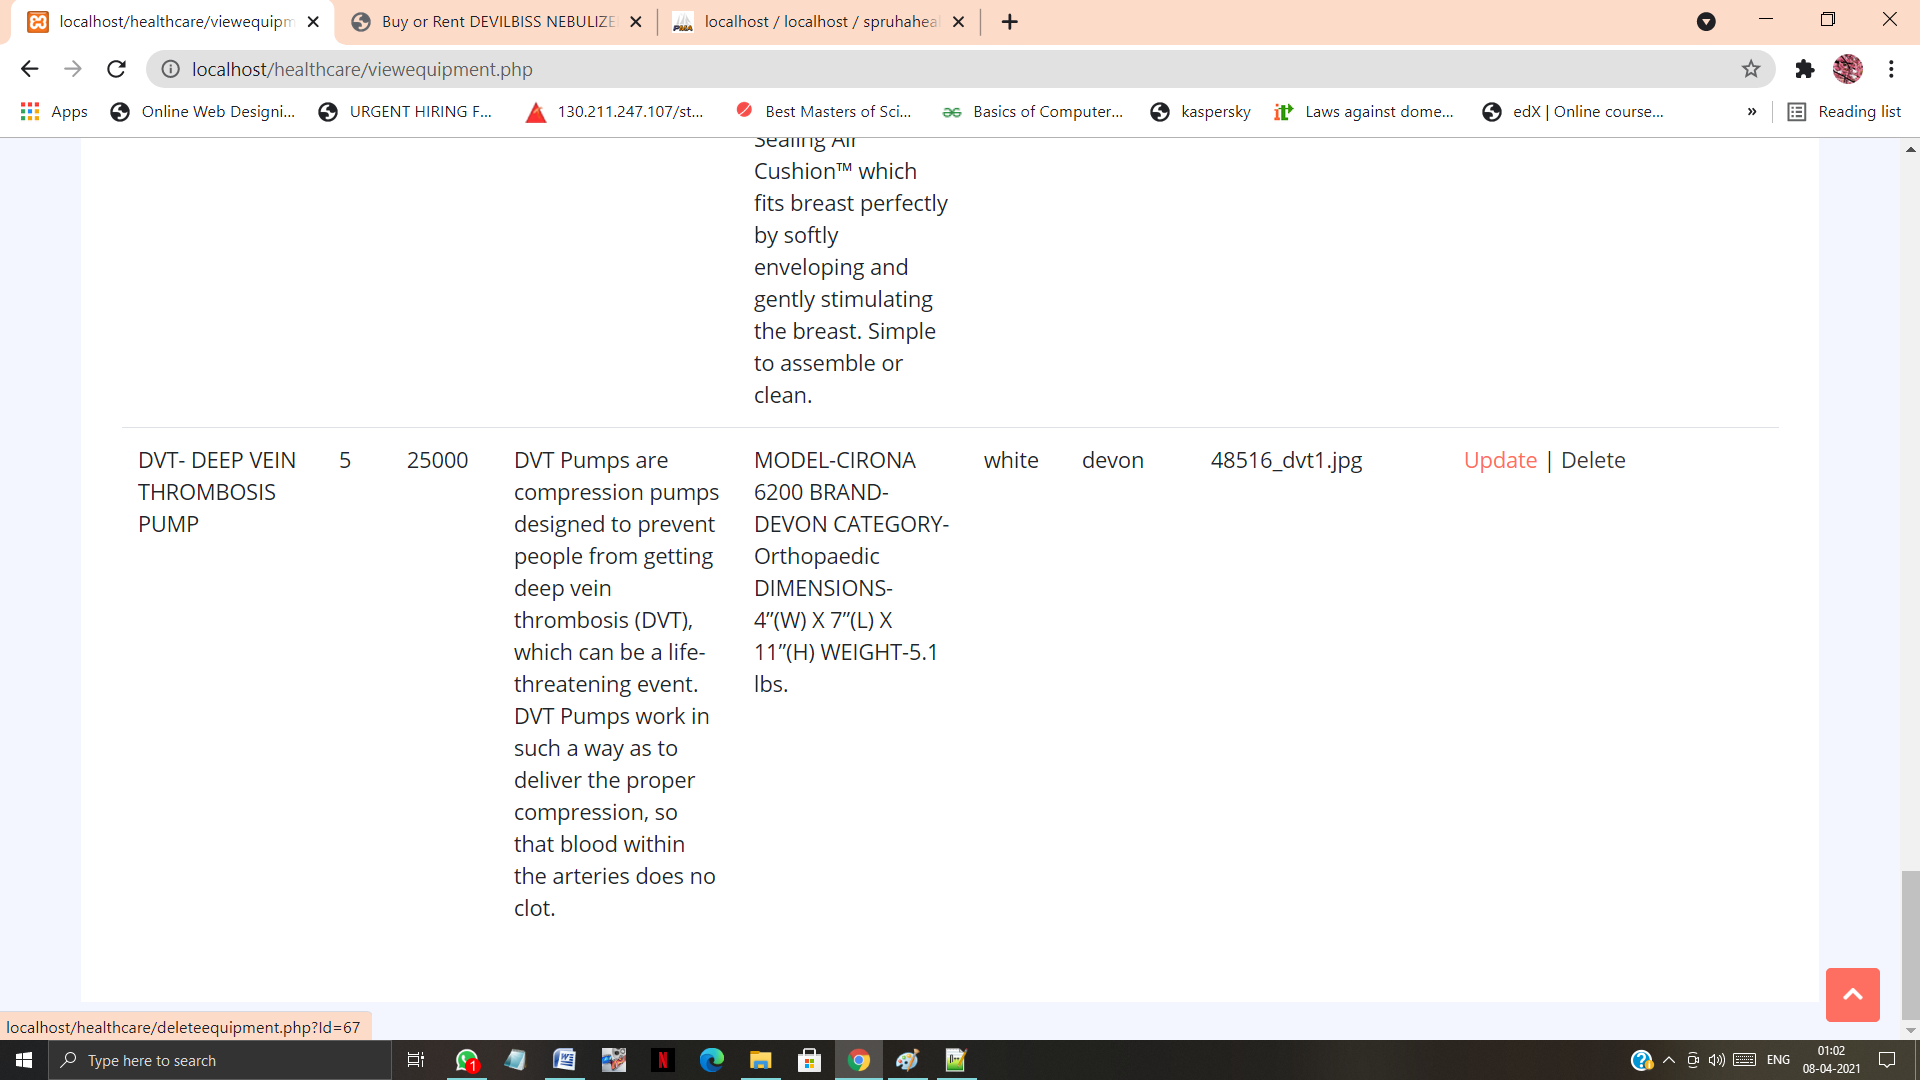 localhost/healthcare/viewequipm
Buy or Rent DEVILBISS NEBULIZE
PMA
localhost / localhost / spruhaheal
localhost/healthcare/viewequipment.php
Apps
Online Web Designi...
URGENT HIRING F...
130.211.247.107/st...
Best Masters of Sci...
Basics of Computer...
kaspersky
Laws against dome...
edX | Online course...
»
Reading list
Sealing Air
Cushion™ which
fits breast perfectly
by softly
enveloping and
gently stimulating
the breast. Simple
to assemble or
clean.
DVT- DEEP VEIN
THROMBOSIS
PUMP
5
25000
DVT Pumps are
compression pumps
designed to prevent
people from getting
deep vein
thrombosis (DVT),
which can be a life-
threatening event.
DVT Pumps work in
such a way as to
deliver the proper
compression, so
that blood within
the arteries does no
clot.
MODEL-CIRONA
6200 BRAND-
DEVON CATEGORY-
Orthopaedic
DIMENSIONS-
4”(W) X 7”(L) X
11”(H) WEIGHT-5.1
lbs.
white
devon
48516_dvt1.jpg
Update | Delete
localhost/healthcare/deleteequipment.php?Id=67
Type here to search
1
N
ENG
01:02
08-04-2021